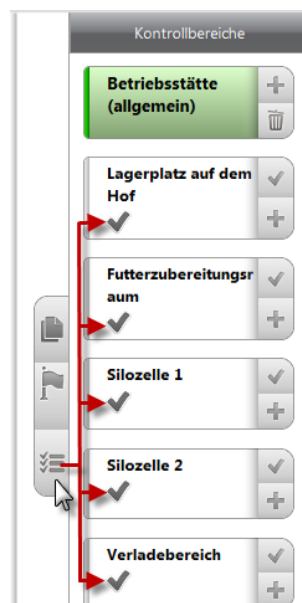 Kontrollbereiche
Betriebsstätte
(allgemein)
Lagerplatz auf dem
Hof
Futterzubereitungsr
aum
Silozelle 1
Silozelle 2
Verladebereich